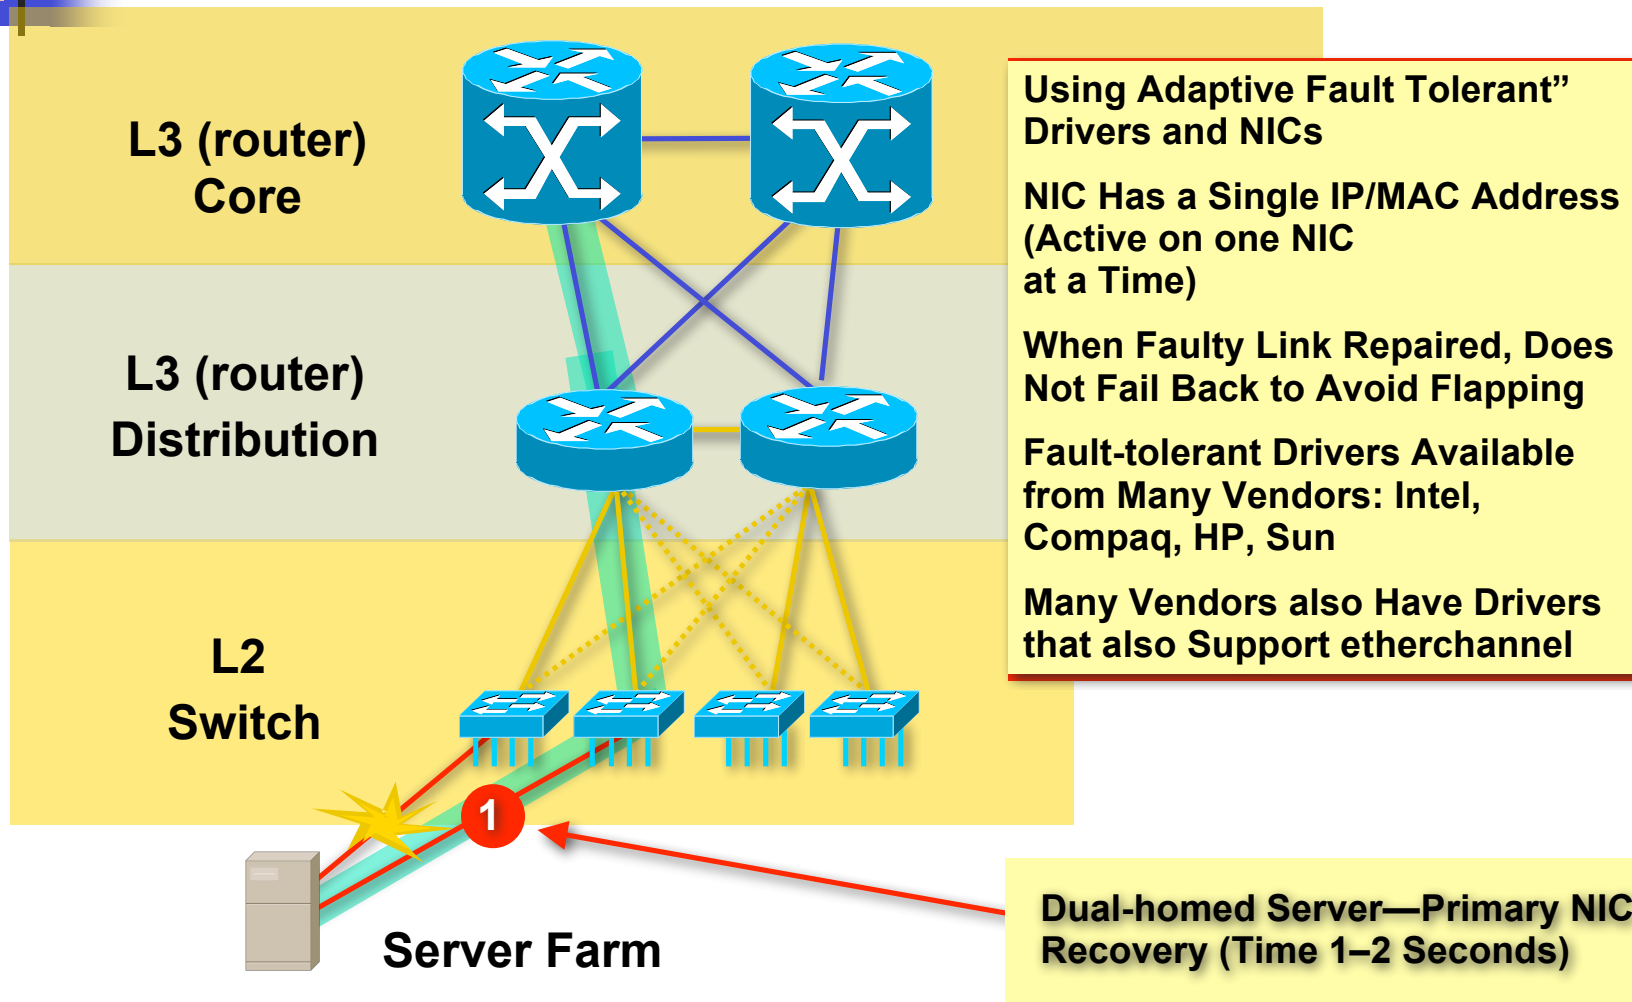 L3 (router)
Core
L3 (router)
Distribution
L2
Switch
1
Server Farm
Using Adaptive Fault Tolerant”
Drivers and NICs
NIC Has a Single IP/MAC Address
(Active on one NIC
at a Time)
When Faulty Link Repaired, Does
Not Fail Back to Avoid Flapping
Fault-tolerant Drivers Available
from Many Vendors: Intel,
Compaq, HP, Sun
Many Vendors also Have Drivers
that also Support etherchannel
Dual-homed Server—Primary NIC
Recovery (Time 1–2 Seconds)